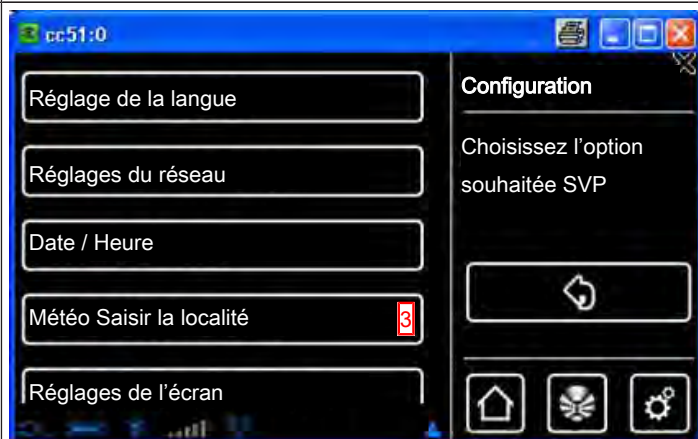 cc51:0
Réglage de la langue
Réglages du réseau
Date / Heure
Météo Saisir la localité
3
Réglages de l'écran
Configuration
Choisissez l'option
souhaitée SVP